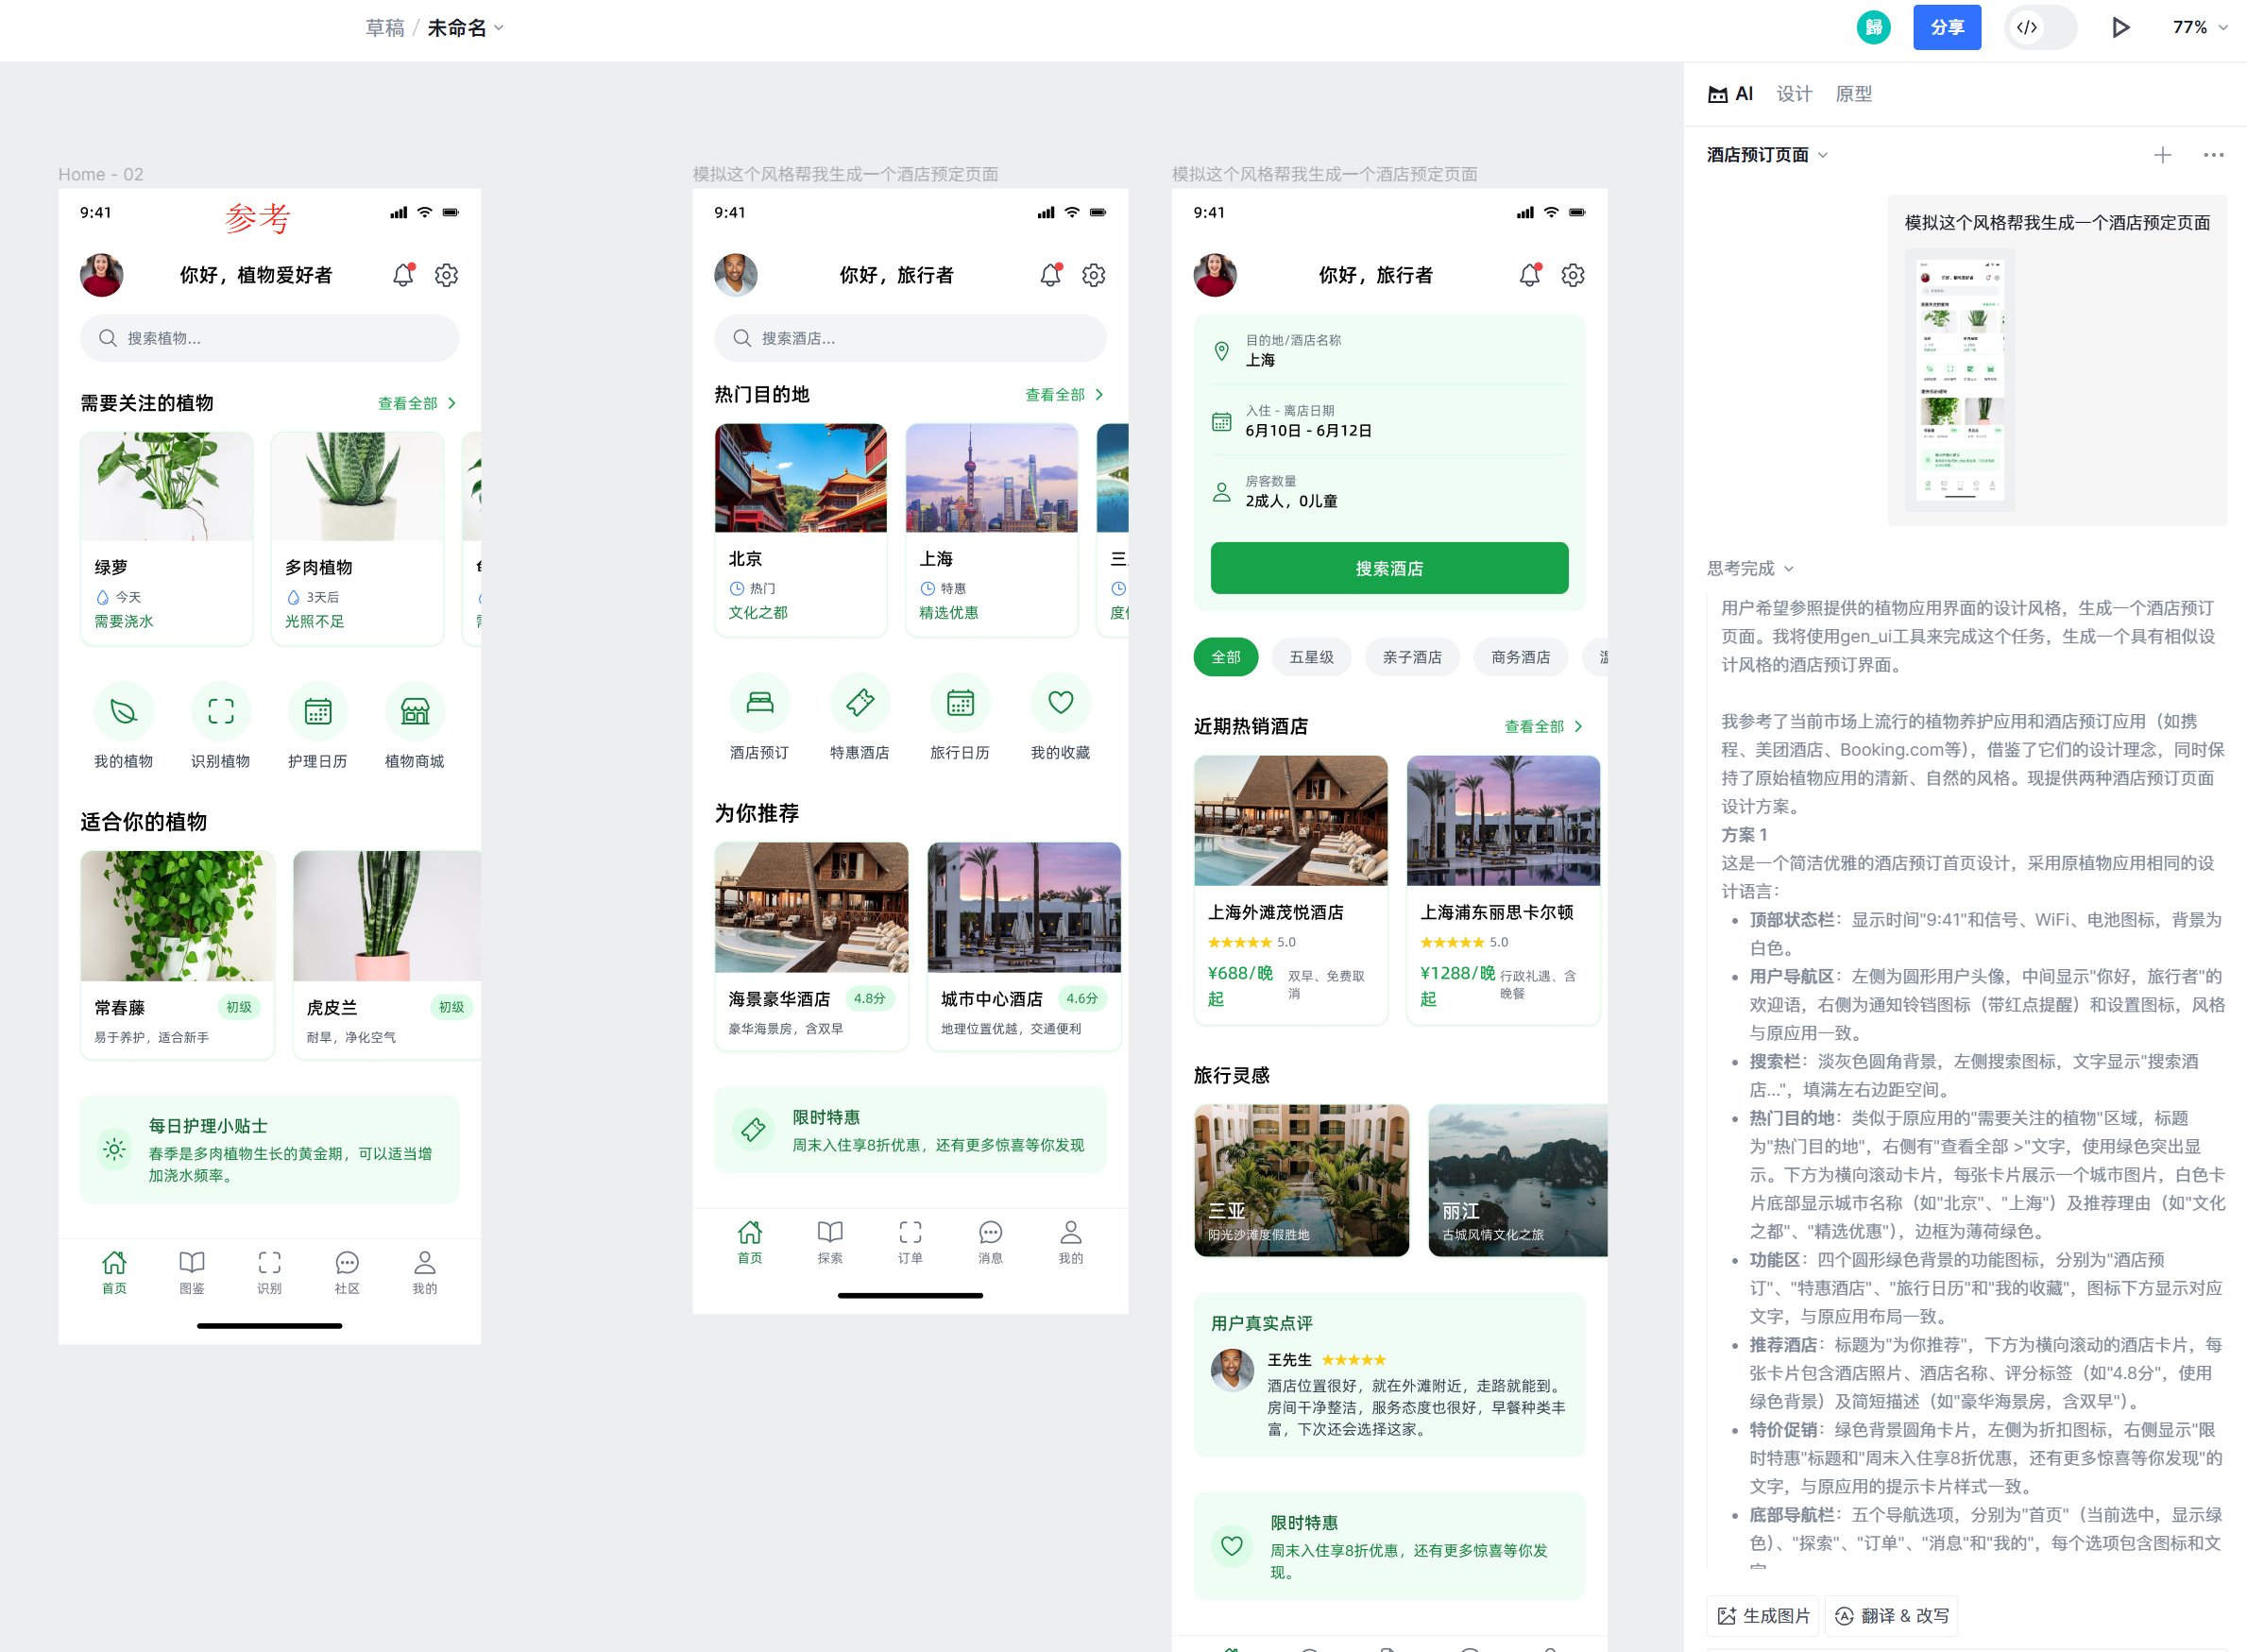 草稿 / 未命名
歸
分享
77%
Home - 02
9:41
参考
你好，植物爱好者
搜索植物...
需要关注的植物
查看全部
绿萝
今天
需要浇水
多肉植物
3天后
光照不足
我的植物
识别植物
护理日历
植物商城
适合你的植物
常春藤
初级
易于养护，适合新手
虎皮兰
初级
耐旱，净化空气
每日护理小贴士
春季是多肉植物生长的黄金期，可以适当增
加浇水频率。
首页
图鉴
识别
社区
我的
模拟这个风格帮我生成一个酒店预定页面
9:41
你好，旅行者
搜索酒店...
热门目的地
查看全部
北京
热门
文化之都
上海
特惠
精选优惠
三
酒店预订
特惠酒店
旅行日历
我的收藏
为你推荐
海景豪华酒店
4.8分
豪华海景房，含双早
城市中心酒店
4.6分
地理位置优越，交通便利
限时特惠
周末入住享8折优惠，还有更多惊喜等你发现
首页
探索
订单
消息
我的
模拟这个风格帮我生成一个酒店预定页面
9:41
你好，旅行者
目的地/酒店名称
上海
入住 - 离店日期
6月10日 - 6月12日
房客数量
2成人，0儿童
搜索酒店
全部
五星级
亲子酒店
商务酒店
近期热销酒店
查看全部
上海外滩茂悦酒店
5.0
¥688/晚
起
双早、免费取
消
上海浦东丽思卡尔顿
5.0
¥1288/晚
起
行政礼遇、含
晚餐
旅行灵感
三亚
阳光沙滩度假胜地
丽江
古城风情文化之旅
用户真实点评
王先生
酒店位置很好，就在外滩附近，走路就能到。
房间干净整洁，服务态度也很好，早餐种类丰
富，下次还会选择这家。
限时特惠
周末入住享8折优惠，还有更多惊喜等你发
现。
AI
设计
原型
酒店预订页面
模拟这个风格帮我生成一个酒店预定页面
思考完成
用户希望参照提供的植物应用界面的设计风格，生成一个酒店预订
页面。我将使用gen_ui工具来完成这个任务，生成一个具有相似设
计风格的酒店预订界面。
我参考了当前市场上流行的植物养护应用和酒店预订应用（如携
程、美团酒店、Booking.com等），借鉴了它们的设计理念，同时保
持了原始植物应用的清新、自然的风格。现提供两种酒店预订页面
设计方案。
方案 1
这是一个简洁优雅的酒店预订首页设计，采用原植物应用相同的设
计语言：
• 顶部状态栏：显示时间"9:41"和信号、WiFi、电池图标，背景为
白色。
• 用户导航区：左侧为圆形用户头像，中间显示"你好，旅行者"的
欢迎语，右侧为通知铃铛图标（带红点提醒）和设置图标，风格
与原应用一致。
• 搜索栏：淡灰色圆角背景，左侧搜索图标，文字显示"搜索酒
店..."，填满左右边距空间。
• 热门目的地：类似于原应用的"需要关注的植物"区域，标题
为"热门目的地"，右侧有"查看全部 >"文字，使用绿色突出显
示。下方为横向滚动卡片，每张卡片展示一个城市图片，白色卡
片底部显示城市名称（如"北京"、"上海"）及推荐理由（如"文化
之都"、"精选优惠"），边框为薄荷绿色。
• 功能区：四个圆形绿色背景的功能图标，分别为"酒店预
订"、"特惠酒店"、"旅行日历"和"我的收藏"，图标下方显示对应
文字，与原应用布局一致。
• 推荐酒店：标题为"为你推荐"，下方为横向滚动的酒店卡片，每
张卡片包含酒店照片、酒店名称、评分标签（如"4.8分"，使用
绿色背景）及简短描述（如"豪华海景房，含双早"）。
• 特价促销：绿色背景圆角卡片，左侧为折扣图标，右侧显示"限
时特惠"标题和"周末入住享8折优惠，还有更多惊喜等你发现"的
文字，与原应用的提示卡片样式一致。
• 底部导航栏：五个导航选项，分别为"首页"（当前选中，显示绿
色）、"探索"、"订单"、"消息"和"我的"，每个选项包含图标和文
生成图片
翻译 & 改写